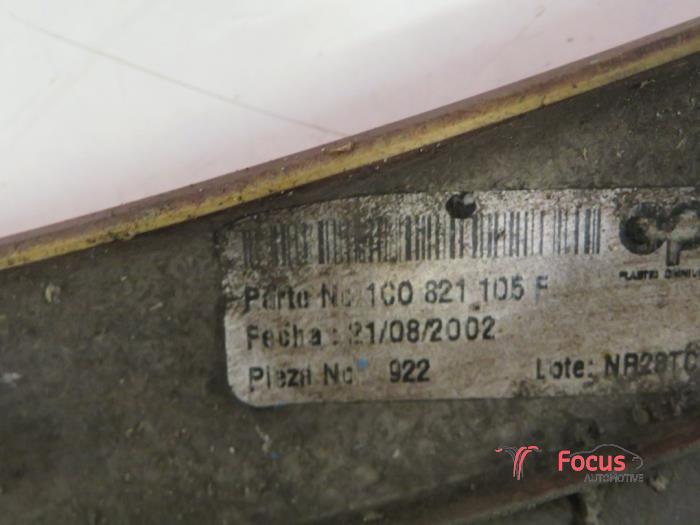 Parte No 1C0 821 105 F
Fecha : 21/08/2002
Pieza No 922 Lote: NR28TC
Focus
AUTOMOTIVE